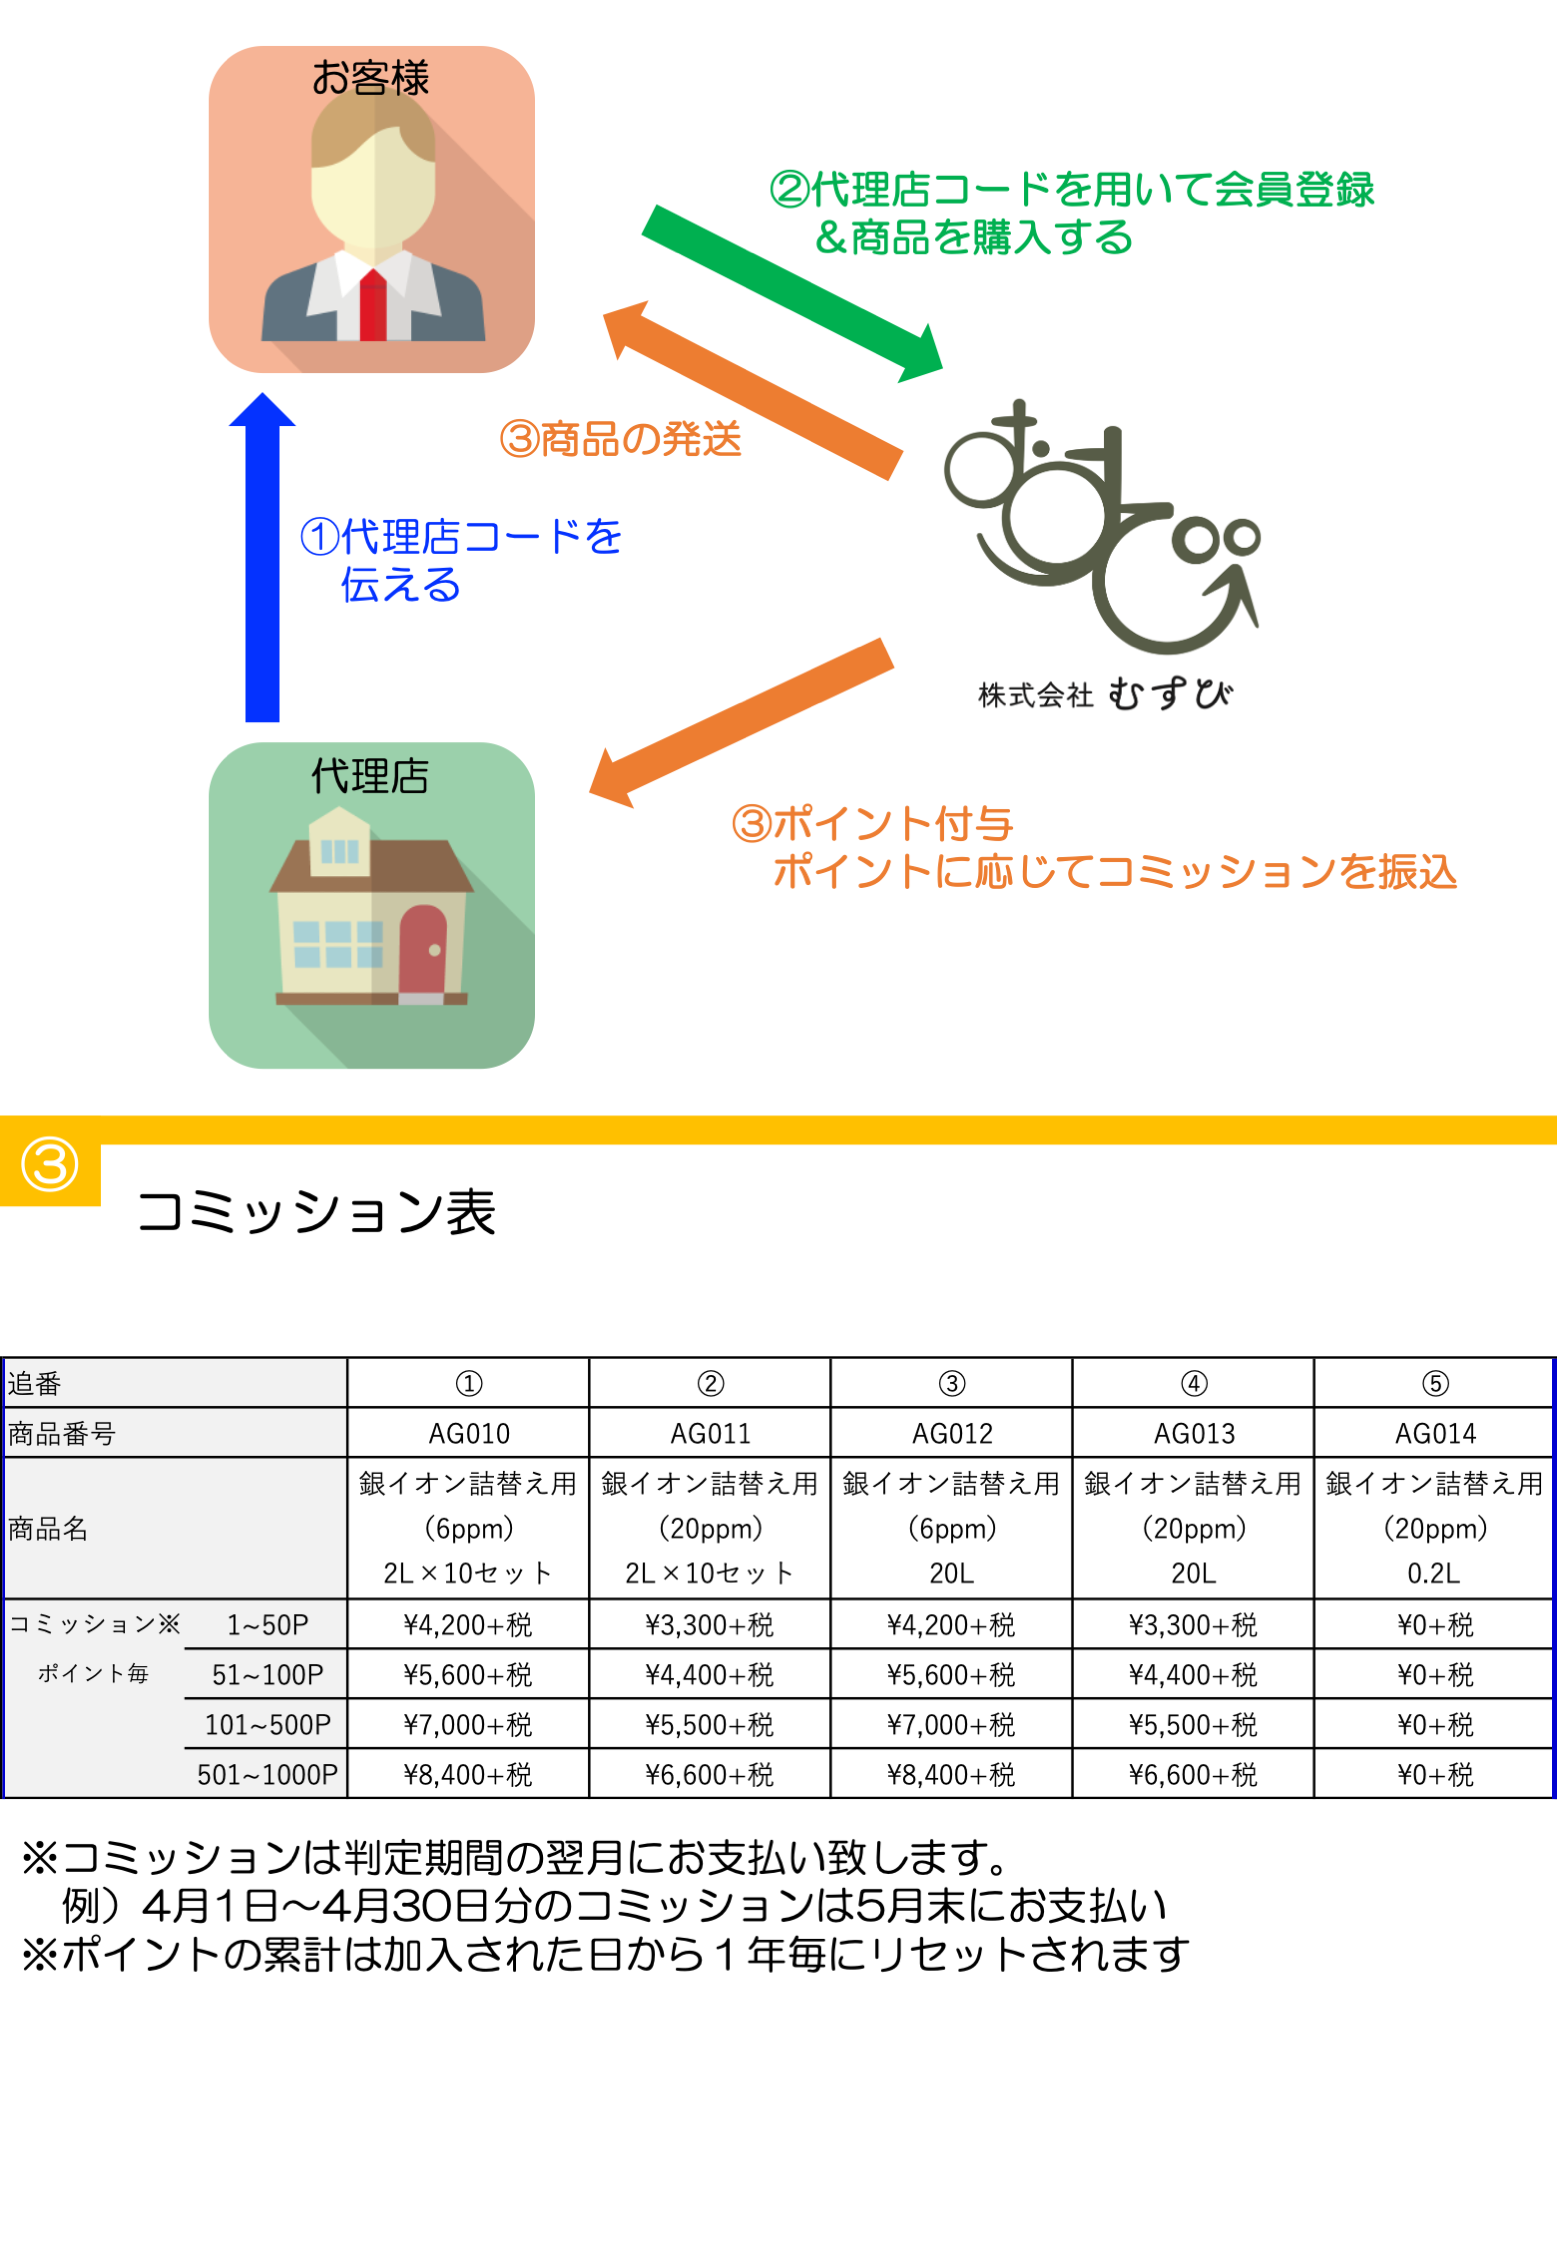 お客様
②代理店コードを用いて会員登録
＆商品を購入する
③商品の発送
①代理店コードを
伝える
むすび
株式会社 むすび
代理店
③ポイント付与
ポイントに応じてコミッションを振込
③
コミッション表
追番 ① ② ③ ④ ⑤
商品番号 AG010 AG011 AG012 AG013 AG014
商品名
銀イオン詰替え用 銀イオン詰替え用 銀イオン詰替え用 銀イオン詰替え用 銀イオン詰替え用
（6ppm） （20ppm） （6ppm） （20ppm） （20ppm）
2L×10セット 2L×10セット 20L 20L 0.2L
コミッション※ 1~50P ¥4,200+税 ¥3,300+税 ¥4,200+税 ¥3,300+税 ¥0+税
ポイント毎 51~100P ¥5,600+税 ¥4,400+税 ¥5,600+税 ¥4,400+税 ¥0+税
101~500P ¥7,000+税 ¥5,500+税 ¥7,000+税 ¥5,500+税 ¥0+税
501~1000P ¥8,400+税 ¥6,600+税 ¥8,400+税 ¥6,600+税 ¥0+税
※コミッションは判定期間の翌月にお支払い致します。
例）4月1日～4月30日分のコミッションは5月末にお支払い
※ポイントの累計は加入された日から１年毎にリセットされます